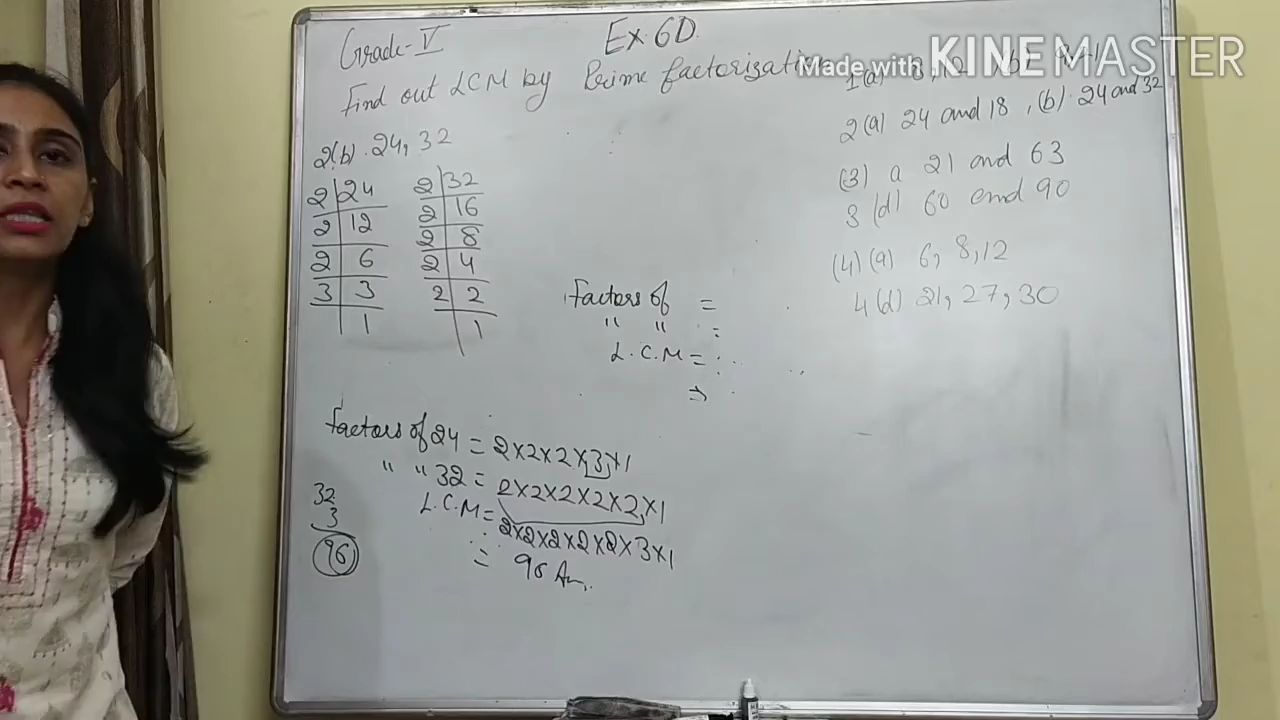 Grade-V
Ex.6D.
Find out LCM by Prime factorization
Made with KINEMASTER
1(a)
2(a) 24 and 18, (b). 24 and 32
(3) a 21 and 63
3 (d) 60 and 90
(4)(a) 6, 8, 12
4(d) 21, 27, 30
2(b). 24, 32
2 24
2 12
2 6
3 3
1
2 32
2 16
2 8
2 4
2 2
1
Factors of =
" " =
L.C.M =
⇒
Factors of 24 = 2×2×2×3×1
" " 32 = 2×2×2×2×2×1
L.C.M = 2×2×2×2×2×3×1
= 96 Ans.
32
3
96